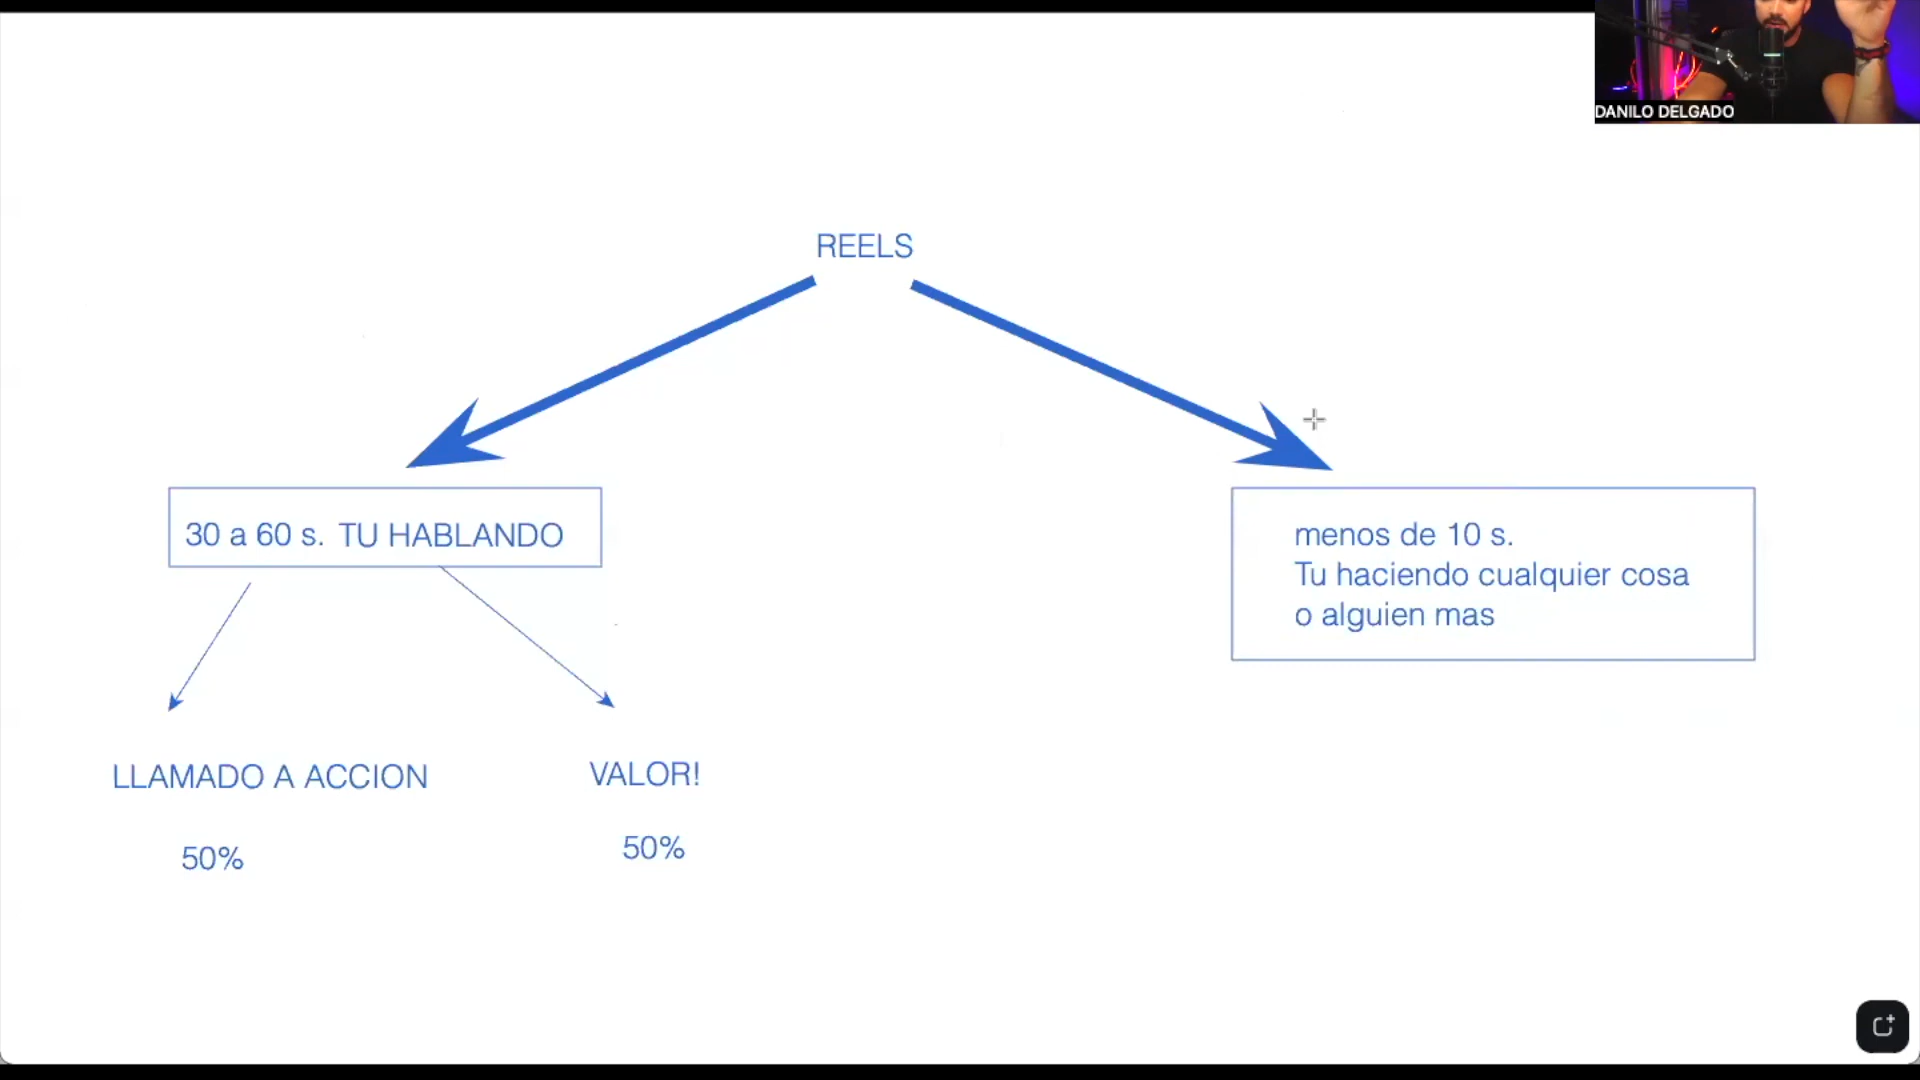 DANILO DELGADO
REELS
30 a 60 s. TU HABLANDO
menos de 10 s.
Tu haciendo cualquier cosa
o alguien mas
LLAMADO A ACCION
VALOR!
50%
50%